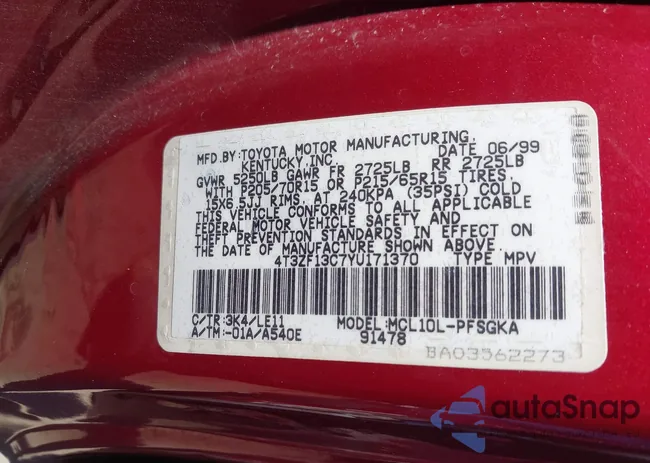 MFD.BY:TOYOTA MOTOR MANUFACTURING,
KENTUCKY,INC. DATE 06/99
GVWR 5250LB GAWR FR 2725LB RR 2725LB
WITH P205/70R15 OR P215/65R15 TIRES,
15X6.5JJ RIMS, AT 240KPA (35PSI) COLD
THIS VEHICLE CONFORMS TO ALL APPLICABLE
FEDERAL MOTOR VEHICLE SAFETY AND
THEFT PREVENTION STANDARDS IN EFFECT ON
THE DATE OF MANUFACTURE SHOWN ABOVE.
4T3ZF13C7YU171370 TYPE MPV
C/TR:3K4/LE11 MODEL:MCL10L-PFSGKA
A/TM:-01A/A540E 91478
BA03562273
autoSnap